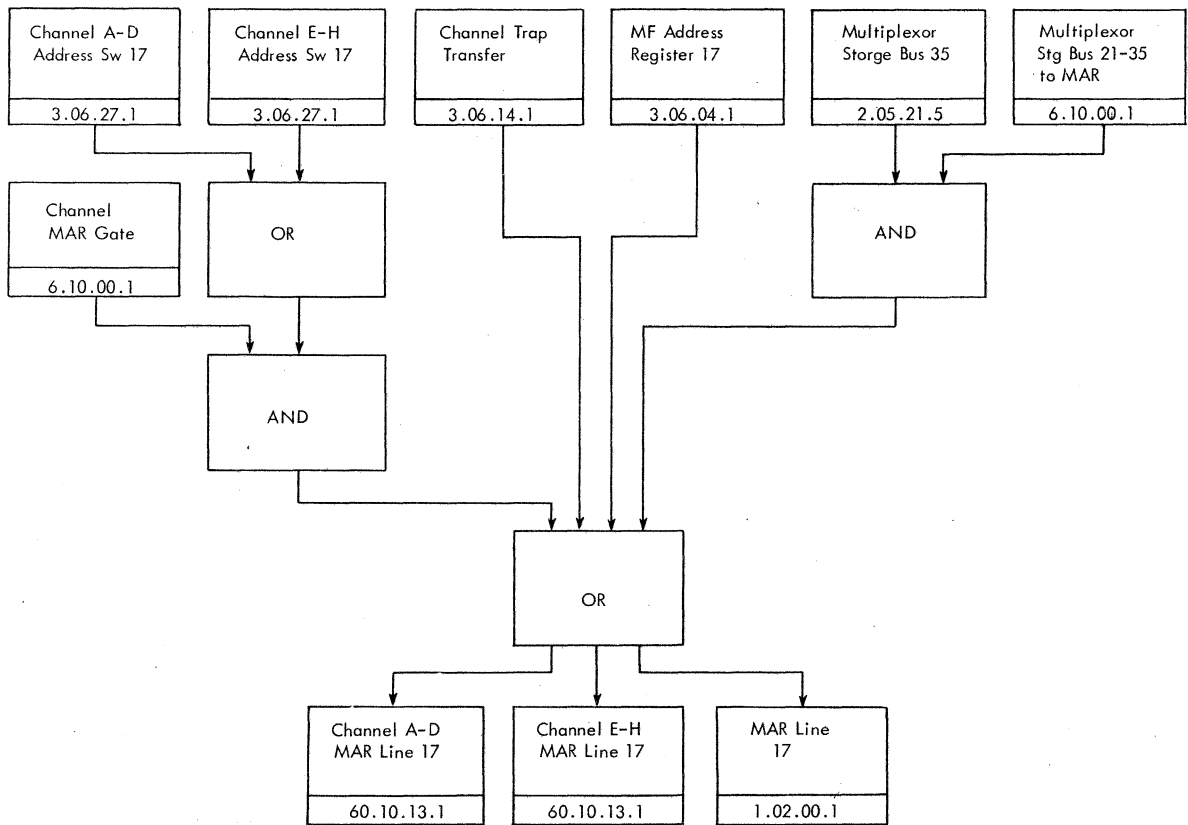 Channel A-D
Address Sw 17
3.06.27.1
Channel E-H
Address Sw 17
3.06.27.1
Channel Trap
Transfer
3.06.14.1
MF Address
Register 17
3.06.04.1
Multiplexor
Storge Bus 35
2.05.21.5
Multiplexor
Stg Bus 21-35
to MAR
6.10.00.1
Channel
MAR Gate
6.10.00.1
OR
AND
AND
OR
Channel A-D
MAR Line 17
60.10.13.1
Channel E-H
MAR Line 17
60.10.13.1
MAR Line
17
1.02.00.1